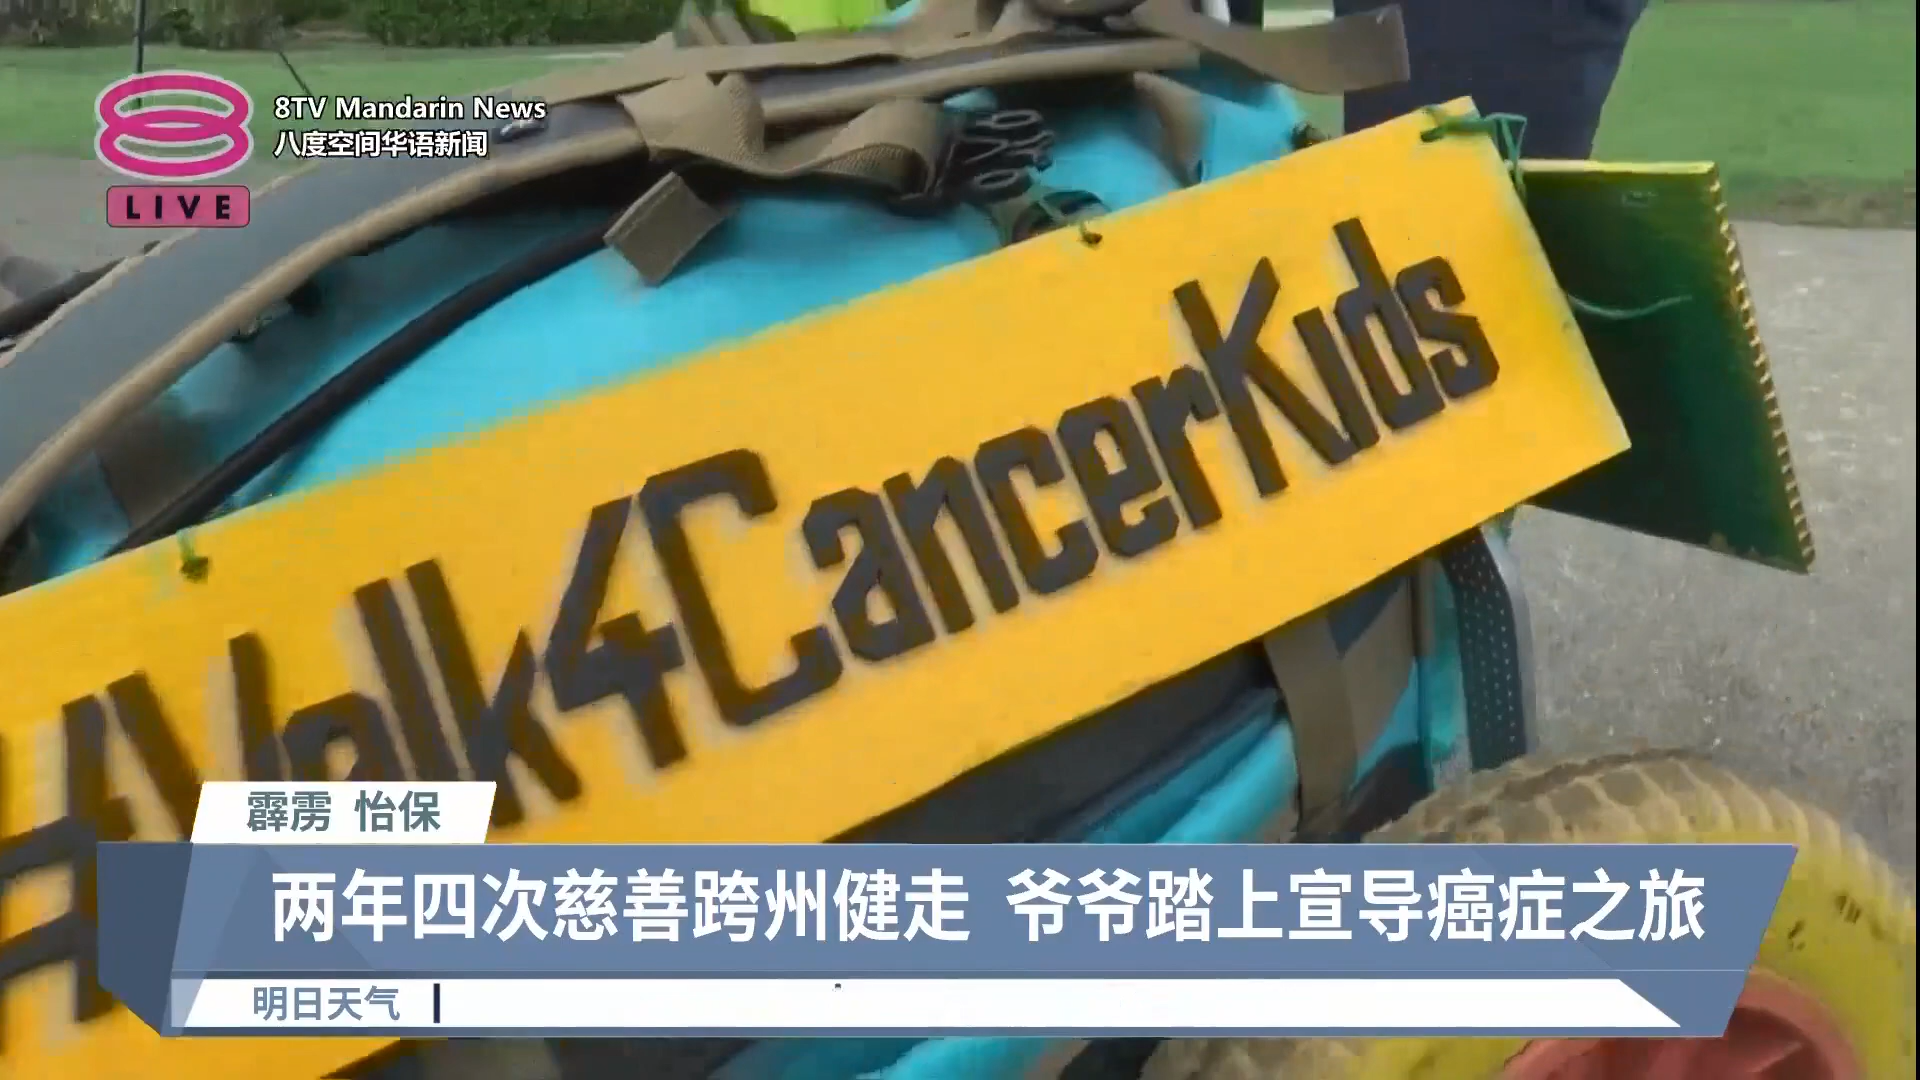 8TV Mandarin News
八度空间华语新闻
LIVE
#Walk4CancerKids
霹雳 怡保
两年四次慈善跨州健走 爷爷踏上宣导癌症之旅
明日天气